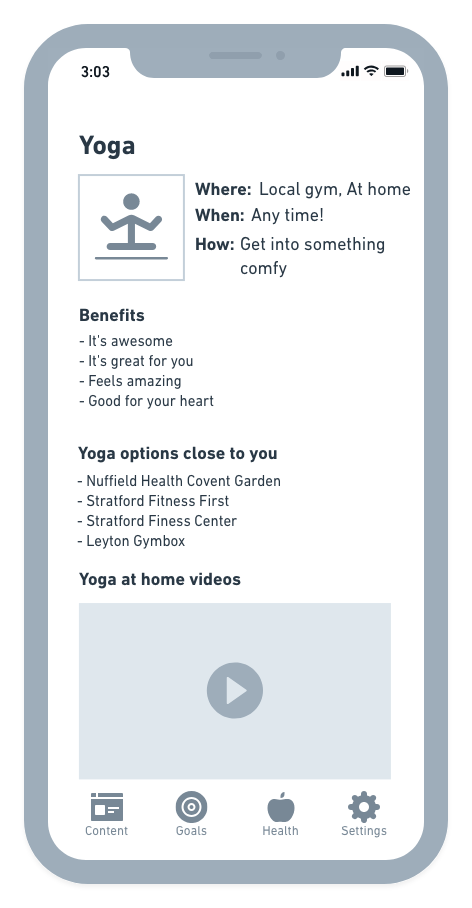 3:03
Yoga
Where: Local gym, At home
When: Any time!
How: Get into something
comfy
Benefits
- It's awesome
- It's great for you
- Feels amazing
- Good for your heart
Yoga options close to you
- Nuffield Health Covent Garden
- Stratford Fitness First
- Stratford Finess Center
- Leyton Gymbox
Yoga at home videos
Content Goals Health Settings